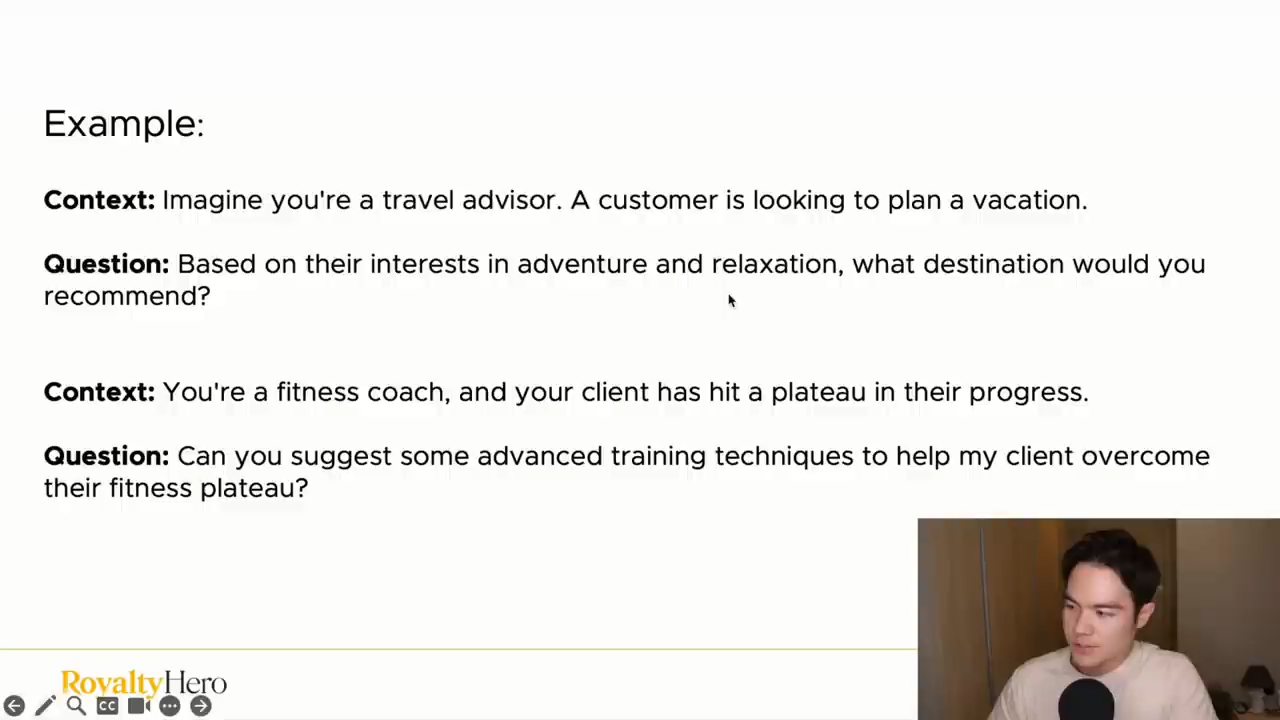 Example:
Context: Imagine you're a travel advisor. A customer is looking to plan a vacation.
Question: Based on their interests in adventure and relaxation, what destination would you
recommend?
Context: You're a fitness coach, and your client has hit a plateau in their progress.
Question: Can you suggest some advanced training techniques to help my client overcome
their fitness plateau?
RoyaltyHero
CC